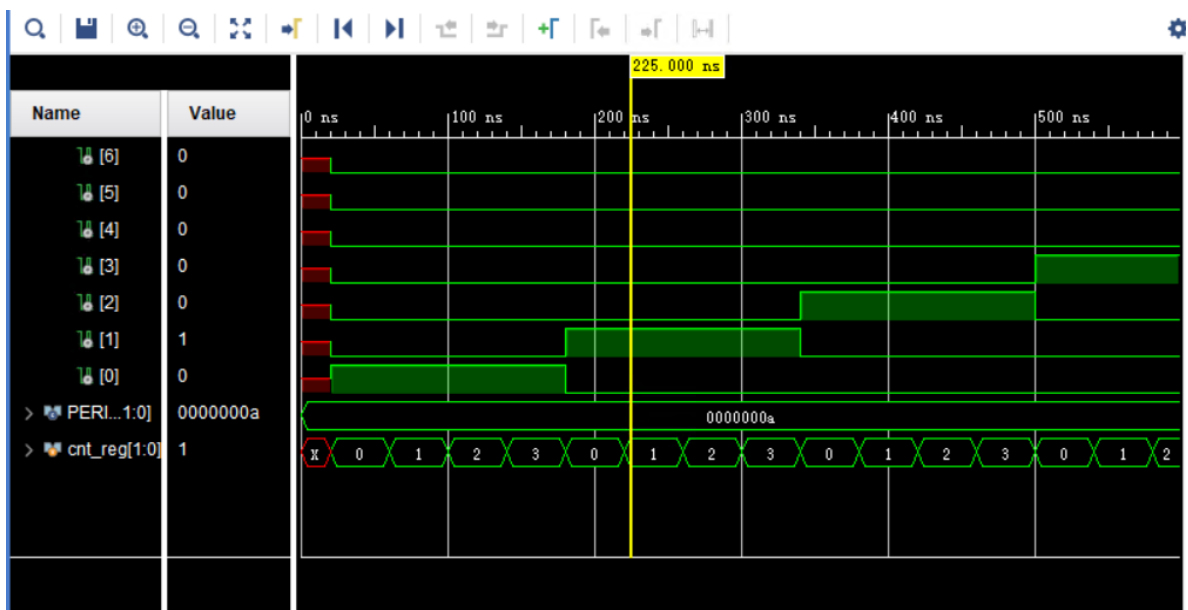 225.000 ns
Name Value
0 ns 100 ns 200 ns 300 ns 400 ns 500 ns
[6] 0
[5] 0
[4] 0
[3] 0
[2] 0
[1] 1
[0] 0
> PERI...1:0] 0000000a 0000000a
> cnt_reg[1:0] 1 X 0 1 2 3 0 1 2 3 0 1 2 3 0 1 2